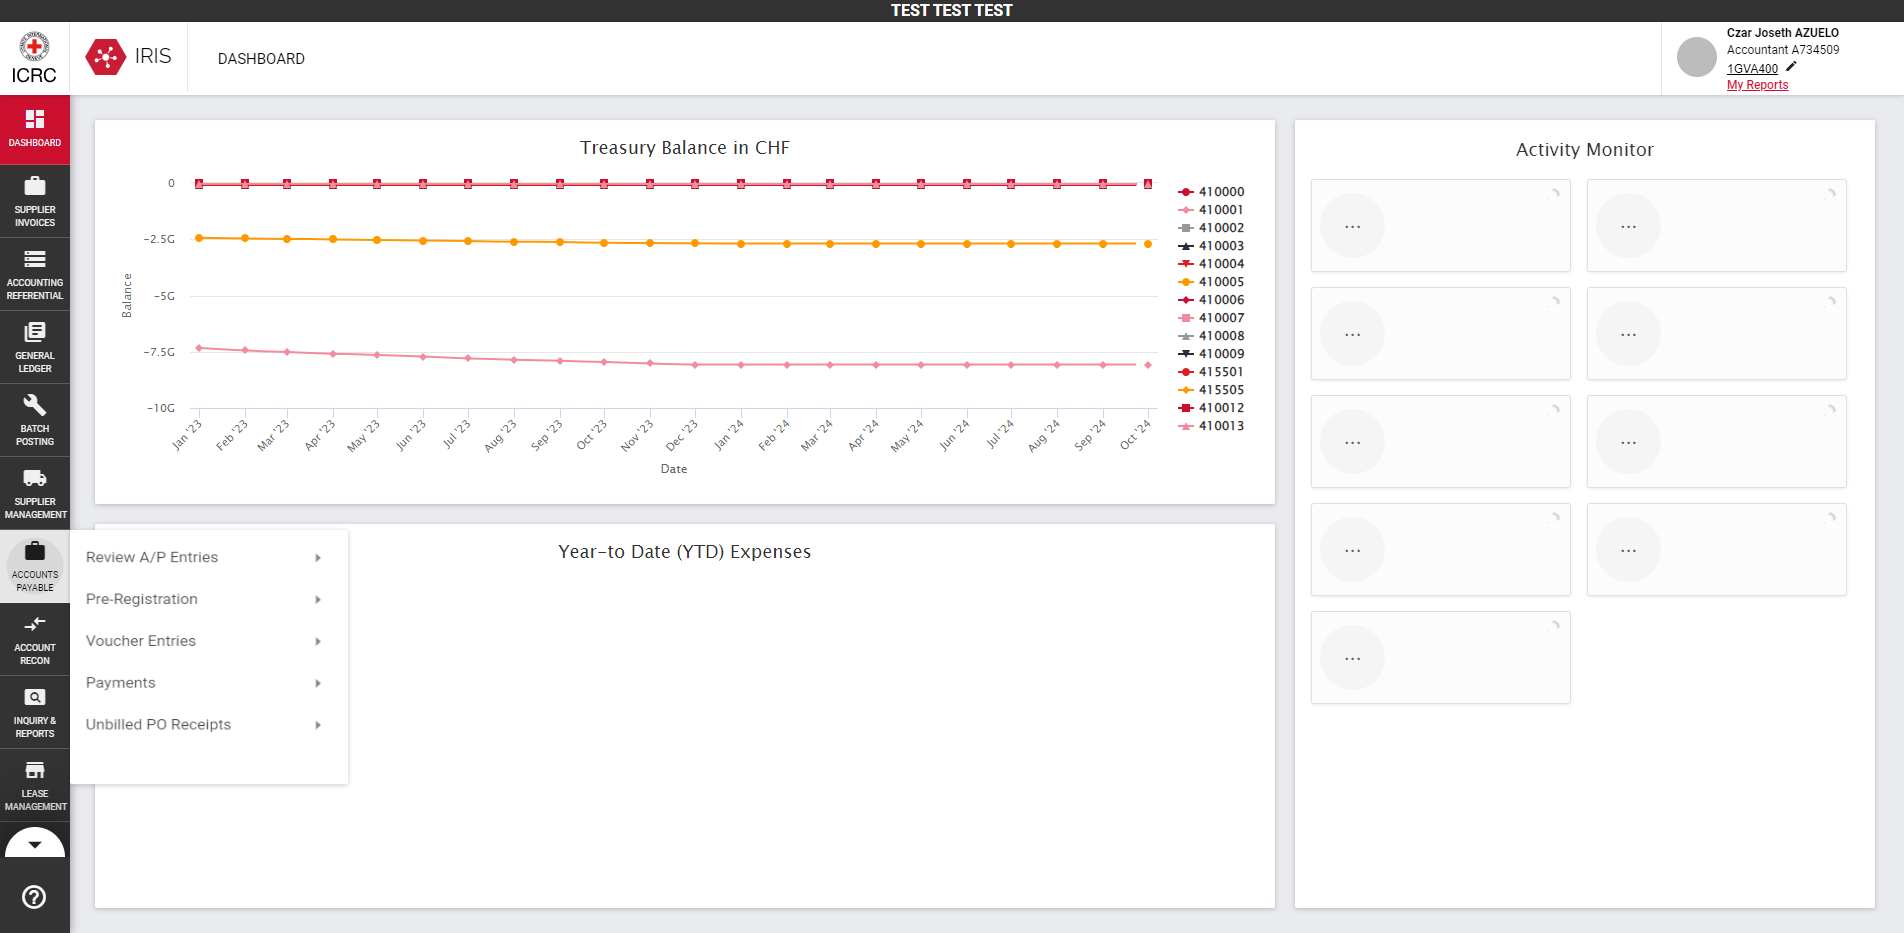 TEST TEST TEST
ICRC
IRIS
DASHBOARD
Czar Joseth AZUELO
Accountant A734509
1GVA400
My Reports
DASHBOARD
SUPPLIER
INVOICES
ACCOUNTING
REFERENTIAL
GENERAL
LEDGER
BATCH
POSTING
SUPPLIER
MANAGEMENT
ACCOUNTS
PAYABLE
ACCOUNT
RECON
INQUIRY &
REPORTS
LEASE
MANAGEMENT
Review A/P Entries
Pre-Registration
Voucher Entries
Payments
Unbilled PO Receipts
Treasury Balance in CHF
Balance
0
−2.5G
−5G
−7.5G
−10G
Jan '23
Feb '23
Mar '23
Apr '23
May '23
Jun '23
Jul '23
Aug '23
Sep '23
Oct '23
Nov '23
Dec '23
Jan '24
Feb '24
Mar '24
Apr '24
May '24
Jun '24
Jul '24
Aug '24
Sep '24
Oct '24
Date
410000
410001
410002
410003
410004
410005
410006
410007
410008
410009
415501
415505
410012
410013
Year-to Date (YTD) Expenses
Activity Monitor
...
...
...
...
...
...
...
...
...